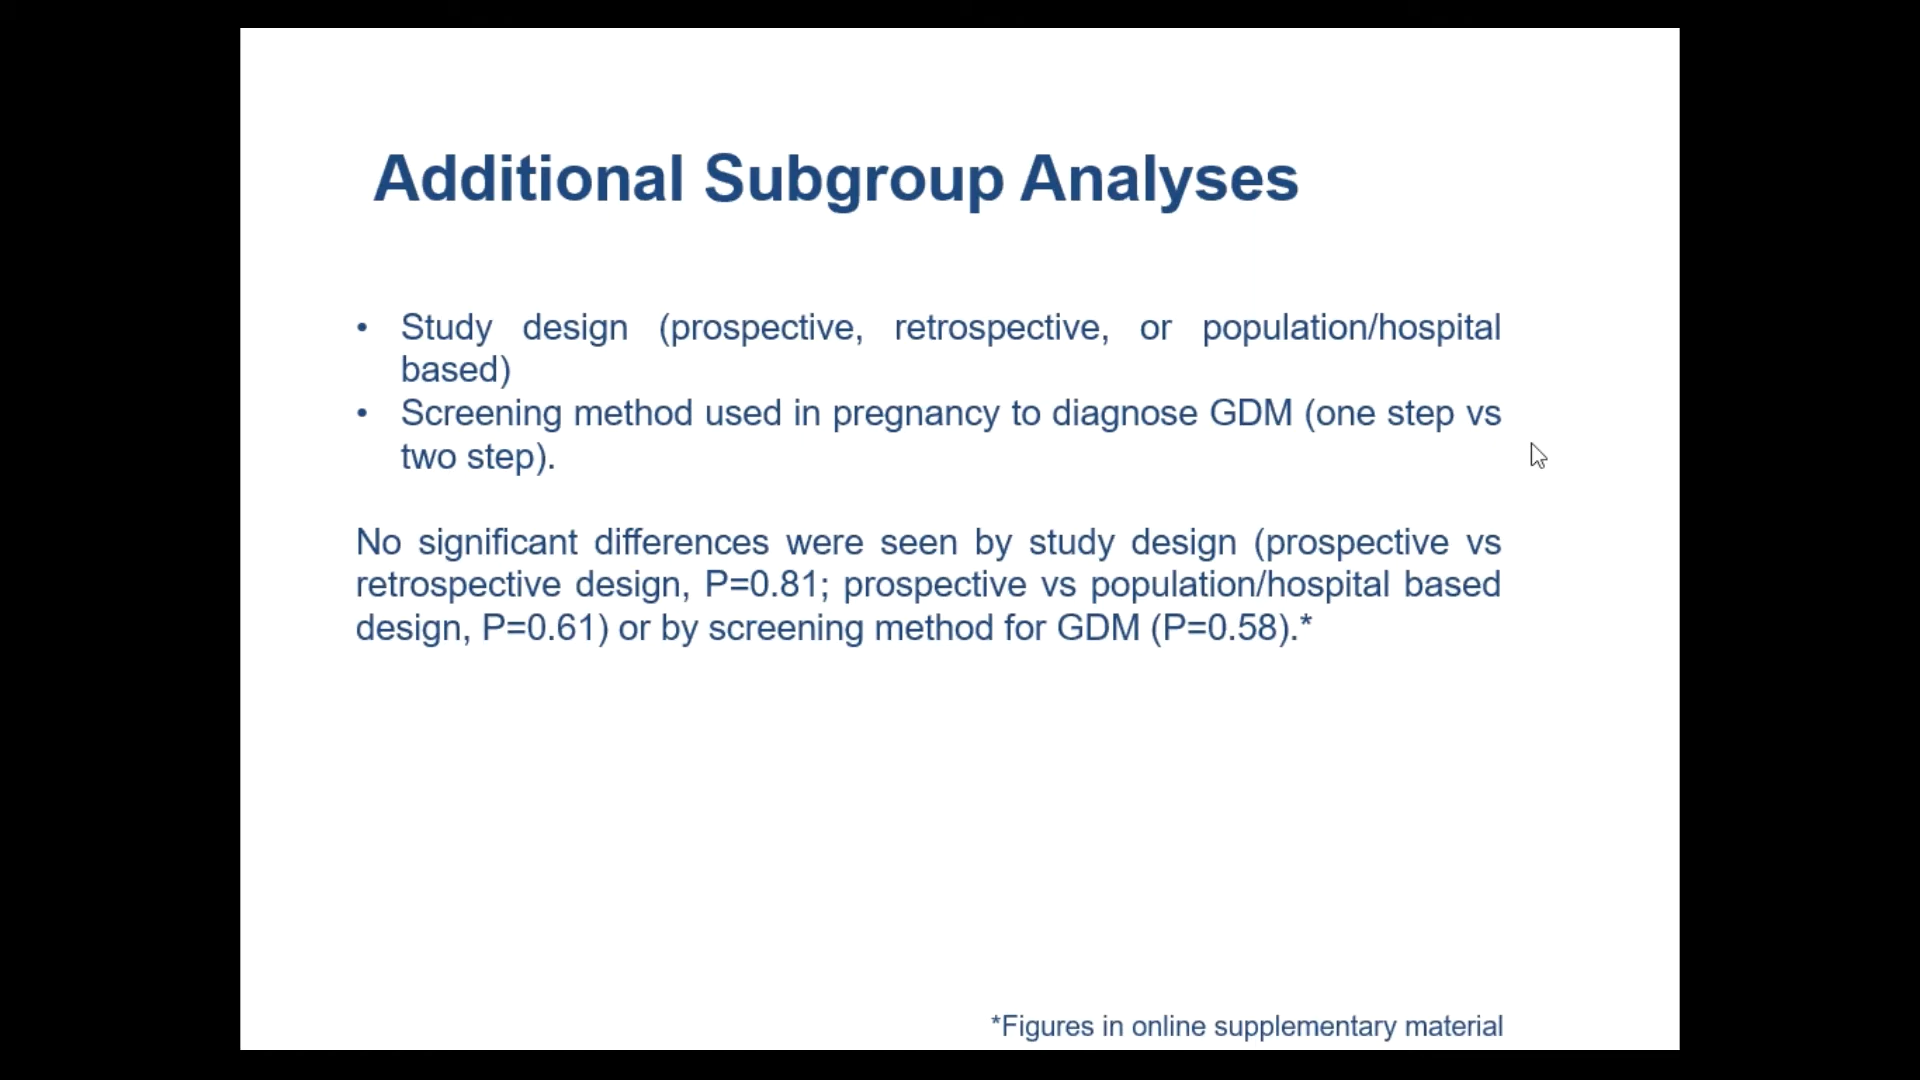 Additional Subgroup Analyses
• Study design (prospective, retrospective, or population/hospital
based)
• Screening method used in pregnancy to diagnose GDM (one step vs
two step).
No significant differences were seen by study design (prospective vs
retrospective design, P=0.81; prospective vs population/hospital based
design, P=0.61) or by screening method for GDM (P=0.58).*
*Figures in online supplementary material